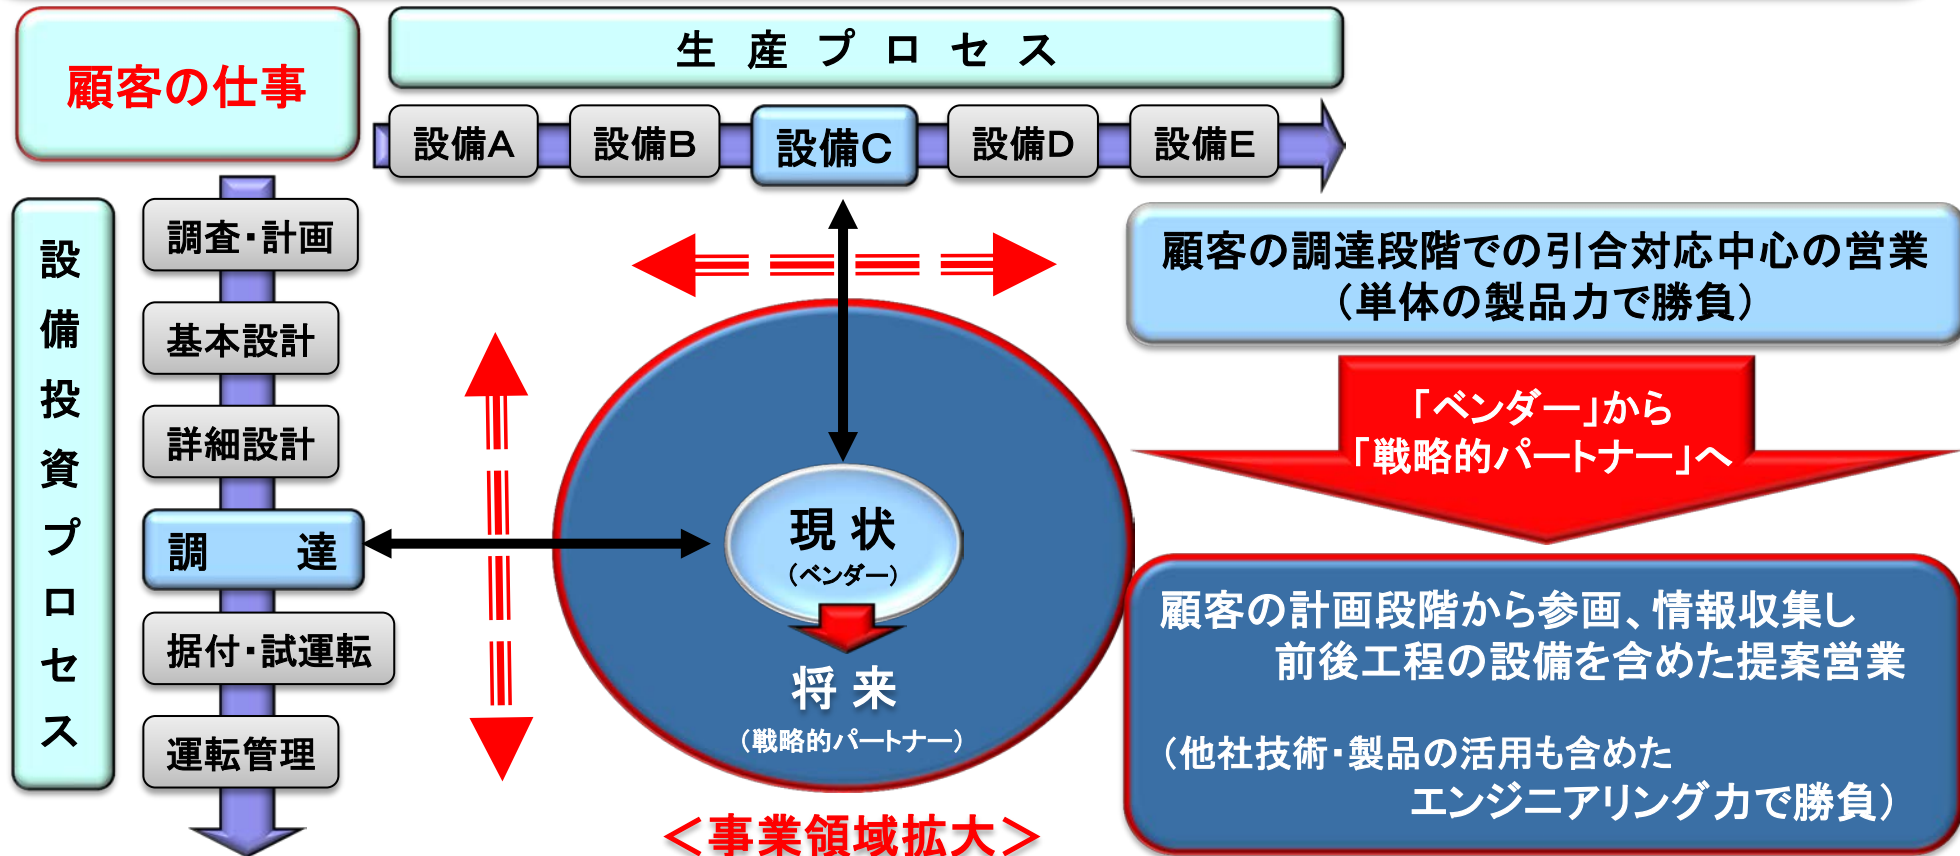 顧客の仕事
生産プロセス
設備A
設備B
設備C
設備D
設備E
設備投資プロセス
調査・計画
基本設計
詳細設計
調達
据付・試運転
運転管理
現状
（ベンダー）
将来
（戦略的パートナー）
＜事業領域拡大＞
顧客の調達段階での引合対応中心の営業
（単体の製品力で勝負）
「ベンダー」から
「戦略的パートナー」へ
顧客の計画段階から参画、情報収集し
前後工程の設備を含めた提案営業
（他社技術・製品の活用も含めた
エンジニアリング力で勝負）